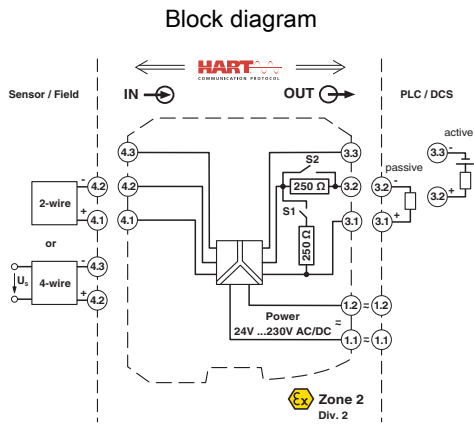 Block diagram
HART
COMMUNICATION PROTOCOL
Sensor / Field
IN
OUT
PLC / DCS
active
4.3
S2
3.3
3.3 -
passive
2-wire
- 4.2
4.2
250 Ω
3.2
3.2 -
3.2 +
+ 4.1
4.1
S1
250 Ω
3.1
3.1 +
or
4-wire
- 4.3
Us
+ 4.2
Power
24V ...230V AC/DC
≈
1.2 ≈ 1.2
1.1 ≈ 1.1
Ex
Zone 2
Div. 2